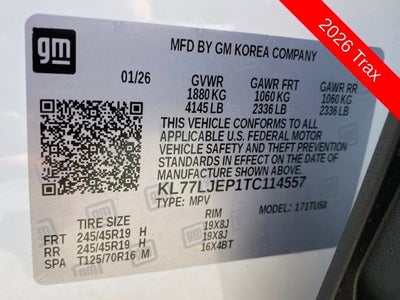 2026 Trax
gm
MFD BY GM KOREA COMPANY
01/26 GVWR GAWR FRT GAWR RR
1880 KG 1060 KG 1060 KG
4145 LB 2336 LB 2336 LB
THIS VEHICLE CONFORMS TO ALL
APPLICABLE U.S. FEDERAL MOTOR
VEHICLE SAFETY, BUMPER, AND THEFT
PREVENTION STANDARDS IN EFFECT
ON THE DATE OF MANUFACTURE
SHOWN ABOVE.
KL77LJEP1TC114557
TYPE: MPV MODEL: 1TU58
TIRE SIZE RIM
FRT 245/45R19 H 19X8J
RR 245/45R19 H 19X8J
SPA T125/70R16 M 16X4BT